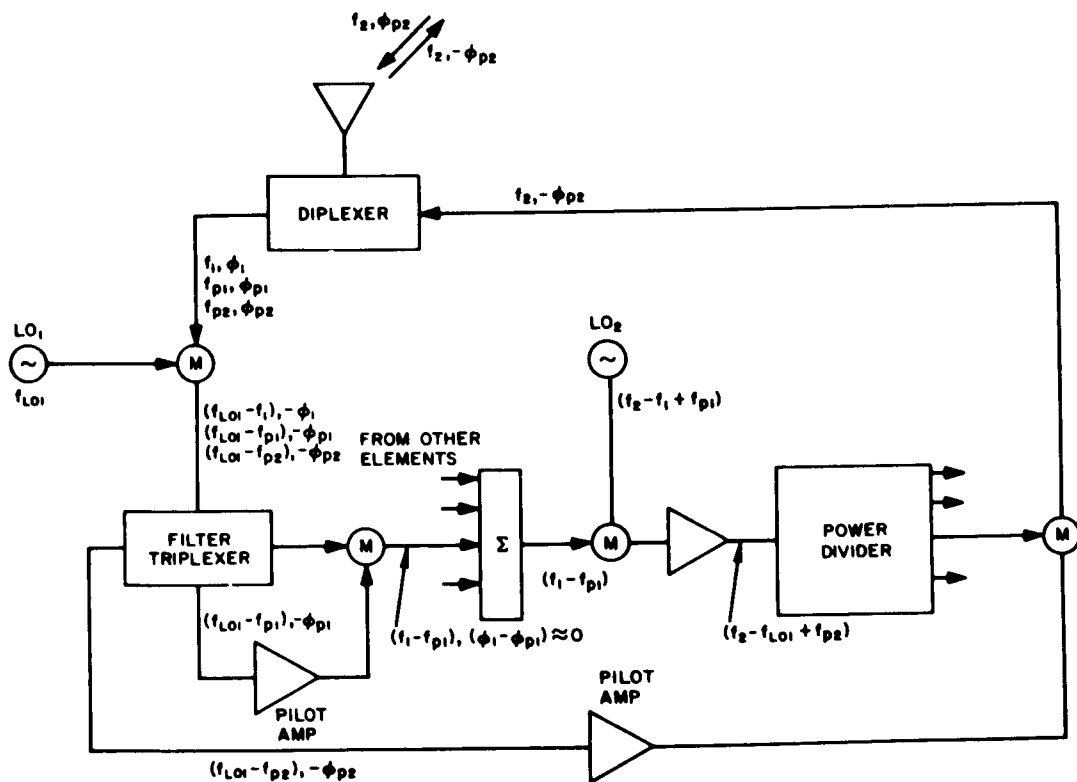 f₂, ϕp2
f₂, -ϕp2
DIPLEXER
f₂, -ϕp2
f₁, ϕ₁
fp1, ϕp1
fp2, ϕp2
LO₁
~
fLO1
M
LO₂
~
(f₂ - f₁ + fp1)
(fLO1 - f₁), -ϕ₁
(fLO1 - fp1), -ϕp1
(fLO1 - fp2), -ϕp2
FROM OTHER
ELEMENTS
FILTER
TRIPLEXER
M
Σ
(f₁ - fp1)
M
POWER
DIVIDER
M
(fLO1 - fp1), -ϕp1
(f₁ - fp1), (ϕ₁ - ϕp1) ≈ 0
(f₂ - fLO1 + fp2)
PILOT
AMP
PILOT
AMP
(fLO1 - fp2), -ϕp2